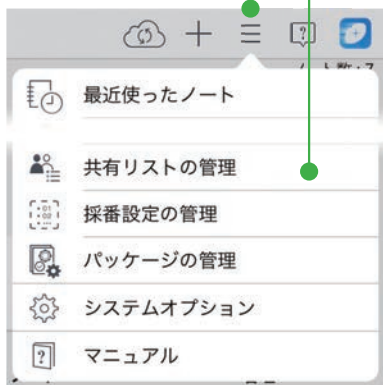 最近使ったノート
共有リストの管理
採番設定の管理
パッケージの管理
システムオプション
マニュアル